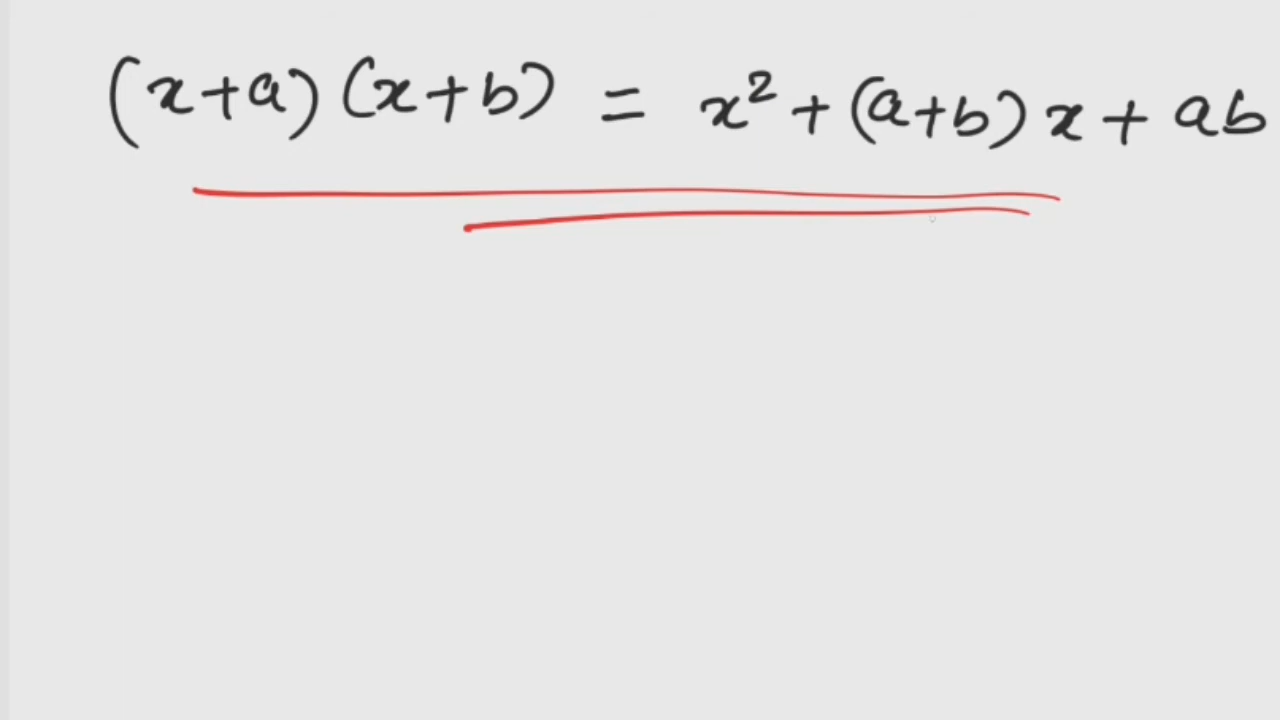 (x+a)(x+b) = x² + (a+b)x + ab